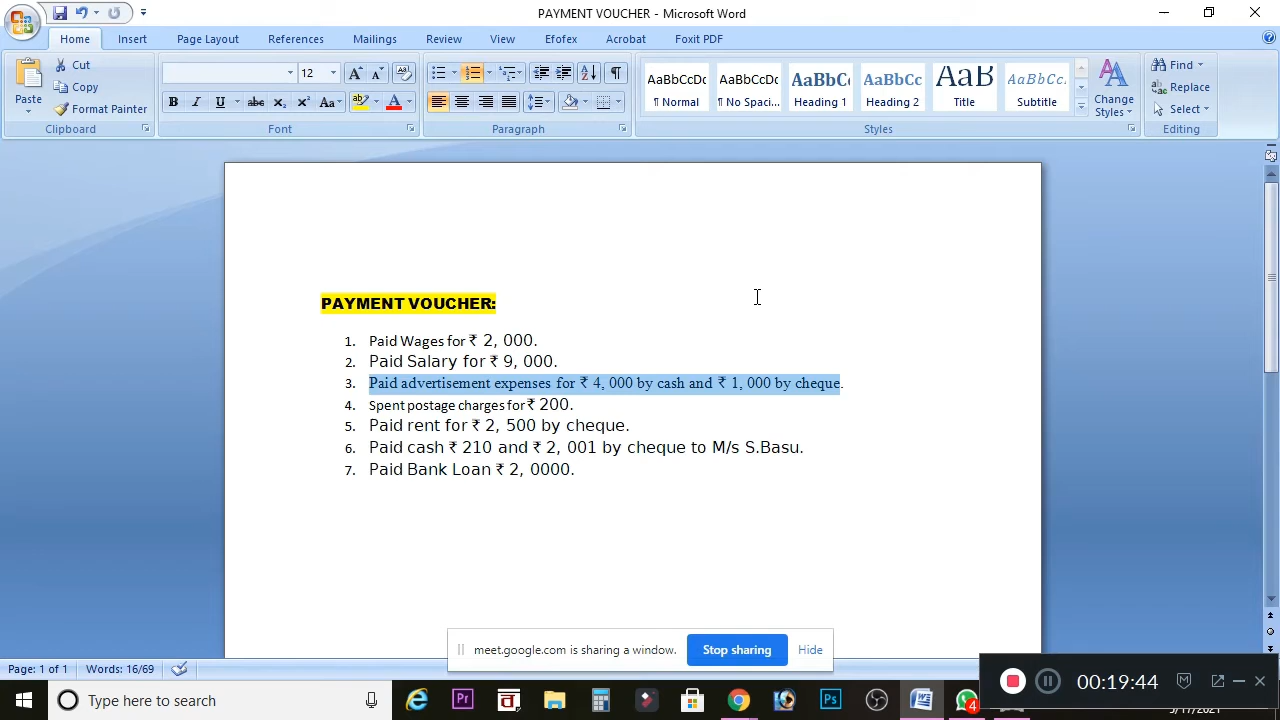 PAYMENT VOUCHER - Microsoft Word
Home Insert Page Layout References Mailings Review View Efofex Acrobat Foxit PDF
Paste
Cut
Copy
Format Painter
Clipboard
12
Font
Paragraph
AaBbCcDc AaBbCcDc AaBbCc AaBbCc AaB AaBbCc.
¶ Normal ¶ No Spaci... Heading 1 Heading 2 Title Subtitle
Change Styles
Styles
Find
Replace
Select
Editing
PAYMENT VOUCHER:
1. Paid Wages for ₹ 2, 000.
2. Paid Salary for ₹ 9, 000.
3. Paid advertisement expenses for ₹ 4, 000 by cash and ₹ 1, 000 by cheque.
4. Spent postage charges for ₹ 200.
5. Paid rent for ₹ 2, 500 by cheque.
6. Paid cash ₹ 210 and ₹ 2, 001 by cheque to M/s S.Basu.
7. Paid Bank Loan ₹ 2, 0000.
meet.google.com is sharing a window. Stop sharing Hide
Page: 1 of 1 Words: 16/69
00:19:44
Type here to search
4